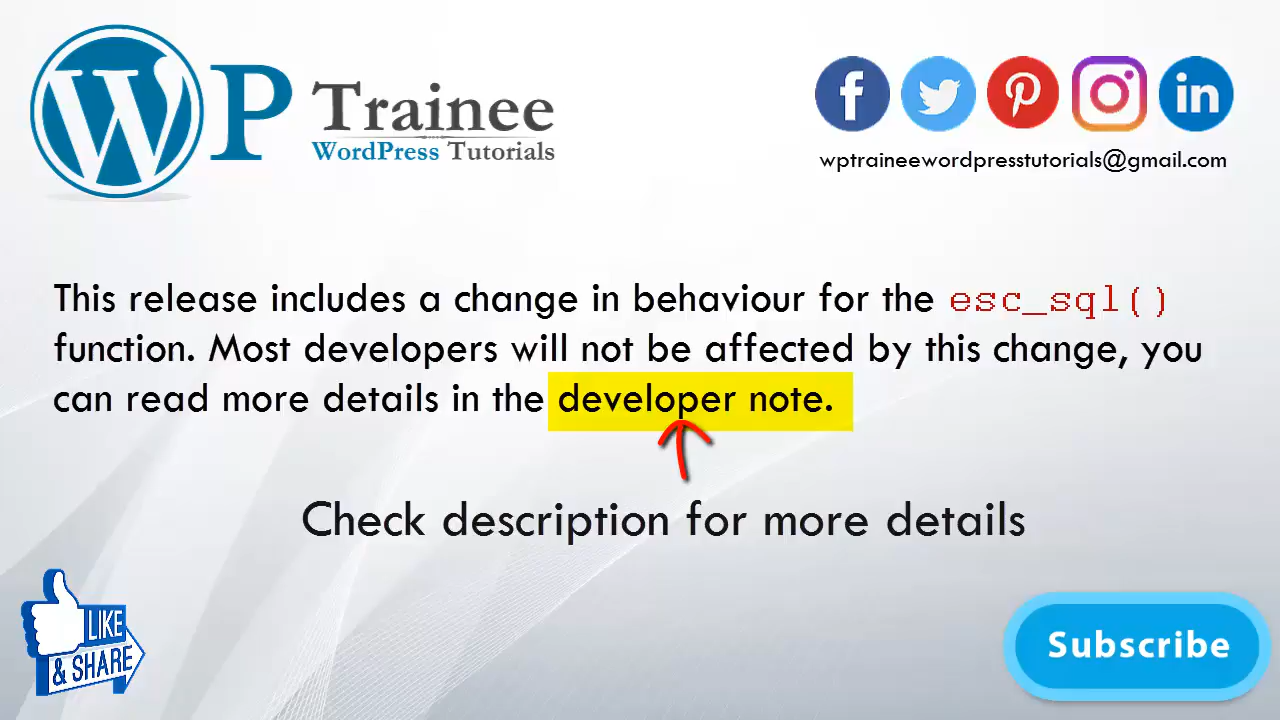 WP Trainee
WordPress Tutorials
wptraineewordpresstutorials@gmail.com
This release includes a change in behaviour for the esc_sql()
function. Most developers will not be affected by this change, you
can read more details in the developer note.
Check description for more details
LIKE
& SHARE
Subscribe